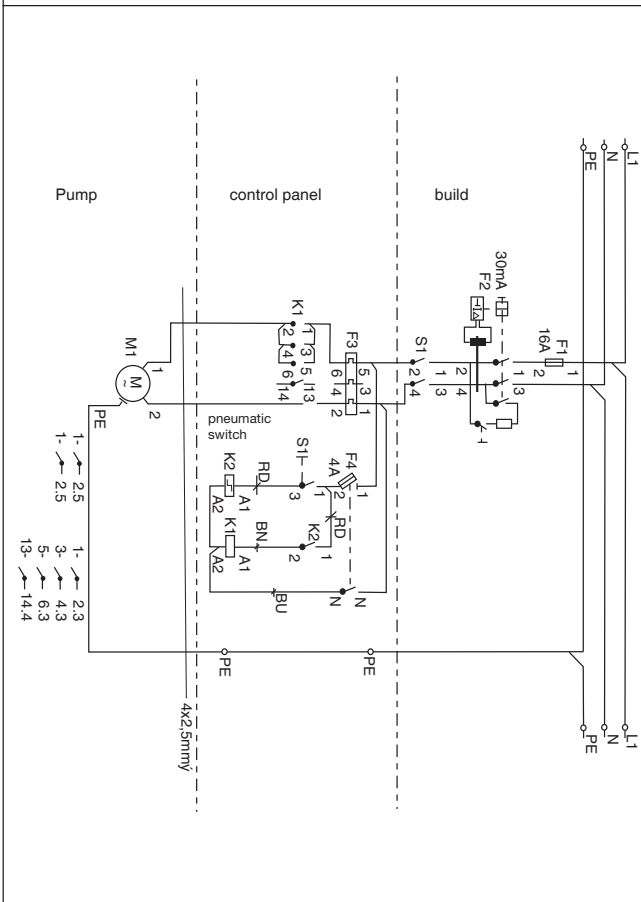 L1
N
PE
L1
N
PE
build
control panel
Pump
F1
16A
1
2
30mA
F2
1
2
3
4
S1
1
2
3
4
F3
5
3
1
6
4
2
K1
1
3
5
13
2
4
6
14
M1
M
~
1
2
PE
pneumatic
switch
F4
4A
1
2
N
N
RD
S1
1
3
K2
1
2
RD
BN
BU
K2
A1
A2
K1
A1
A2
PE
PE
4x2,5mmý
1- 2.5
1- 2.5
1- 2.3
3- 4.3
5- 6.3
13- 14.4